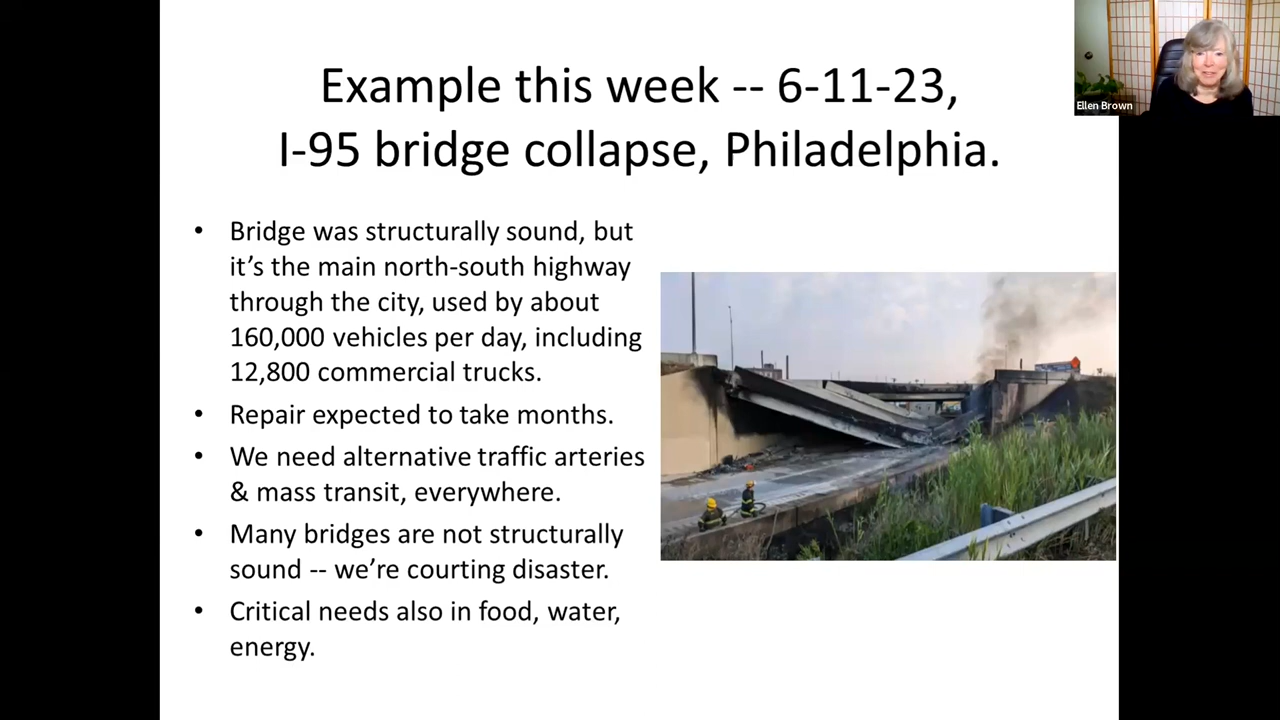 Example this week -- 6-11-23,
I-95 bridge collapse, Philadelphia.
• Bridge was structurally sound, but
it’s the main north-south highway
through the city, used by about
160,000 vehicles per day, including
12,800 commercial trucks.
• Repair expected to take months.
• We need alternative traffic arteries
& mass transit, everywhere.
• Many bridges are not structurally
sound -- we’re courting disaster.
• Critical needs also in food, water,
energy.
Ellen Brown